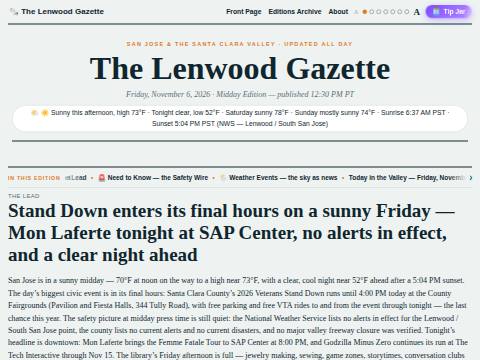 The Lenwood Gazette
Front Page Editions Archive About A A Tip Jar
SAN JOSE & THE SANTA CLARA VALLEY · UPDATED ALL DAY
The Lenwood Gazette
Friday, November 6, 2026 · Midday Edition — published 12:30 PM PT
Sunny this afternoon, high 73°F · Tonight clear, low 52°F · Saturday sunny 78°F · Sunday mostly sunny 74°F · Sunrise 6:37 AM PST ·
Sunset 5:04 PM PST (NWS — Lenwood / South San Jose)
IN THIS EDITION Lead • Need to Know — the Safety Wire • Weather Events — the sky as news • Today in the Valley — Friday,
THE LEAD
Stand Down enters its final hours on a sunny Friday —
Mon Laferte tonight at SAP Center, no alerts in effect,
and a clear night ahead
San Jose is in a sunny midday — 70°F at noon on the way to a high near 73°F, with a clear, cool night near 52°F ahead after a 5:04 PM sunset.
The day's biggest civic event is in its final hours: Santa Clara County's 2026 Veterans Stand Down runs until 4:00 PM today at the County
Fairgrounds (Pavilion and Fiesta Halls, 344 Tully Road), with free parking and free VTA rides to and from the event through tonight — the last
chance this year. The safety picture at midday press time is still quiet: the National Weather Service lists no alerts in effect for the Lenwood /
South San Jose point, the county lists no current alerts and no current disasters, and no major valley freeway closure was verified. Tonight's
headline is downtown: Mon Laferte brings the Femme Fatale Tour to SAP Center at 8:00 PM, and Godzilla Minus Zero continues its run at The
Tech Interactive through Nov 15. The library's Friday afternoon is full — jewelry making, sewing, game zones, storytimes, conversation clubs